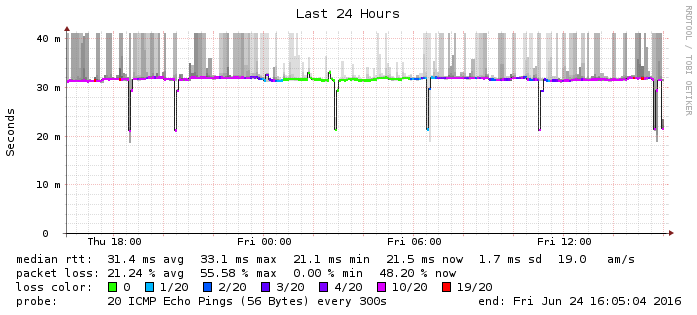 Last 24 Hours
RRDTOOL / TOBI OETIKER
Seconds
40 m
30 m
20 m
10 m
0
Thu 18:00 Fri 00:00 Fri 06:00 Fri 12:00
median rtt: 31.4 ms avg 33.1 ms max 21.1 ms min 21.5 ms now 1.7 ms sd 19.0 am/s
packet loss: 21.24 % avg 55.58 % max 0.00 % min 48.20 % now
loss color: 0 1/20 2/20 3/20 4/20 10/20 19/20
probe: 20 ICMP Echo Pings (56 Bytes) every 300s end: Fri Jun 24 16:05:04 2016